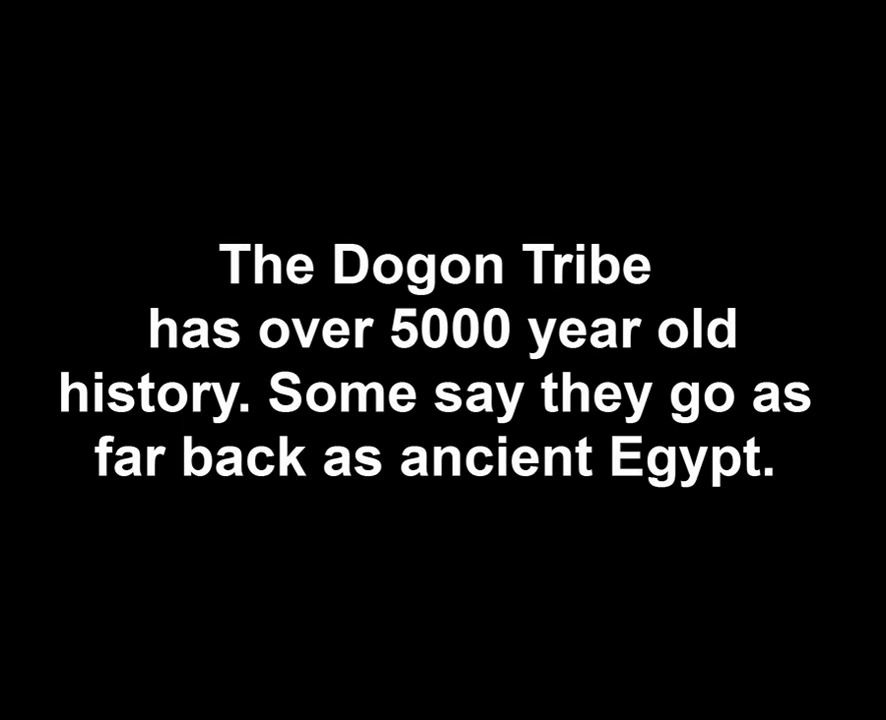 The Dogon Tribe
has over 5000 year old
history. Some say they go as
far back as ancient Egypt.